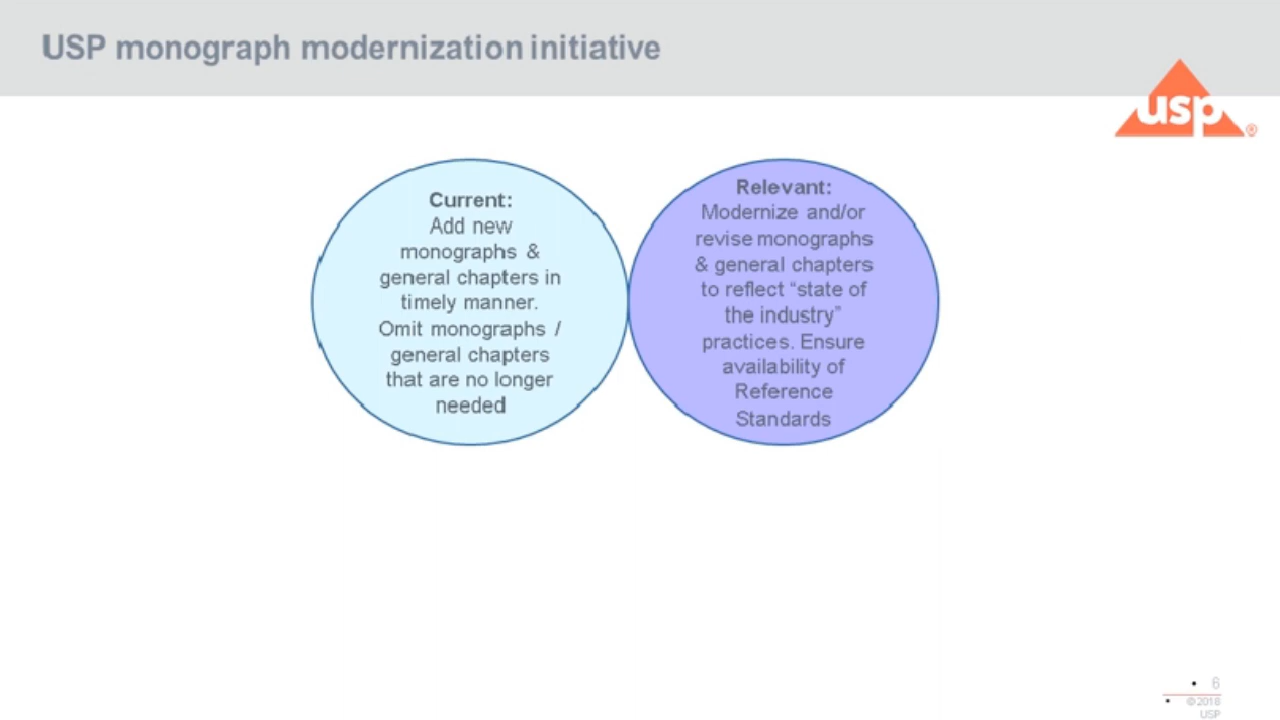 USP monograph modernization initiative
usp
®
Current:
Add new
monographs &
general chapters in
timely manner.
Omit monographs /
general chapters
that are no longer
needed
Relevant:
Modernize and/or
revise monographs
& general chapters
to reflect “state of
the industry”
practices. Ensure
availability of
Reference
Standards
• 6
• ©2018
USP